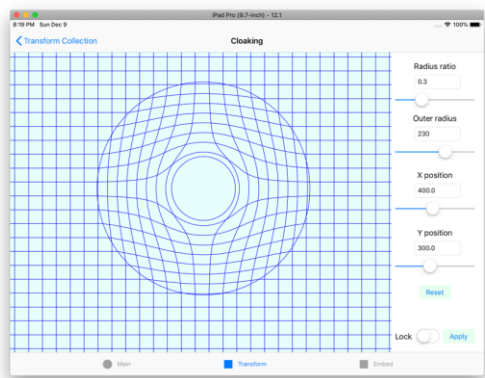 iPad Pro (9.7-inch) - 12.1
8:19 PM Sun Dec 9
100%
Transform Collection
Cloaking
Radius ratio
0.3
Outer radius
230
X position
400.0
Y position
300.0
Reset
Lock
Apply
Main
Transform
Embed